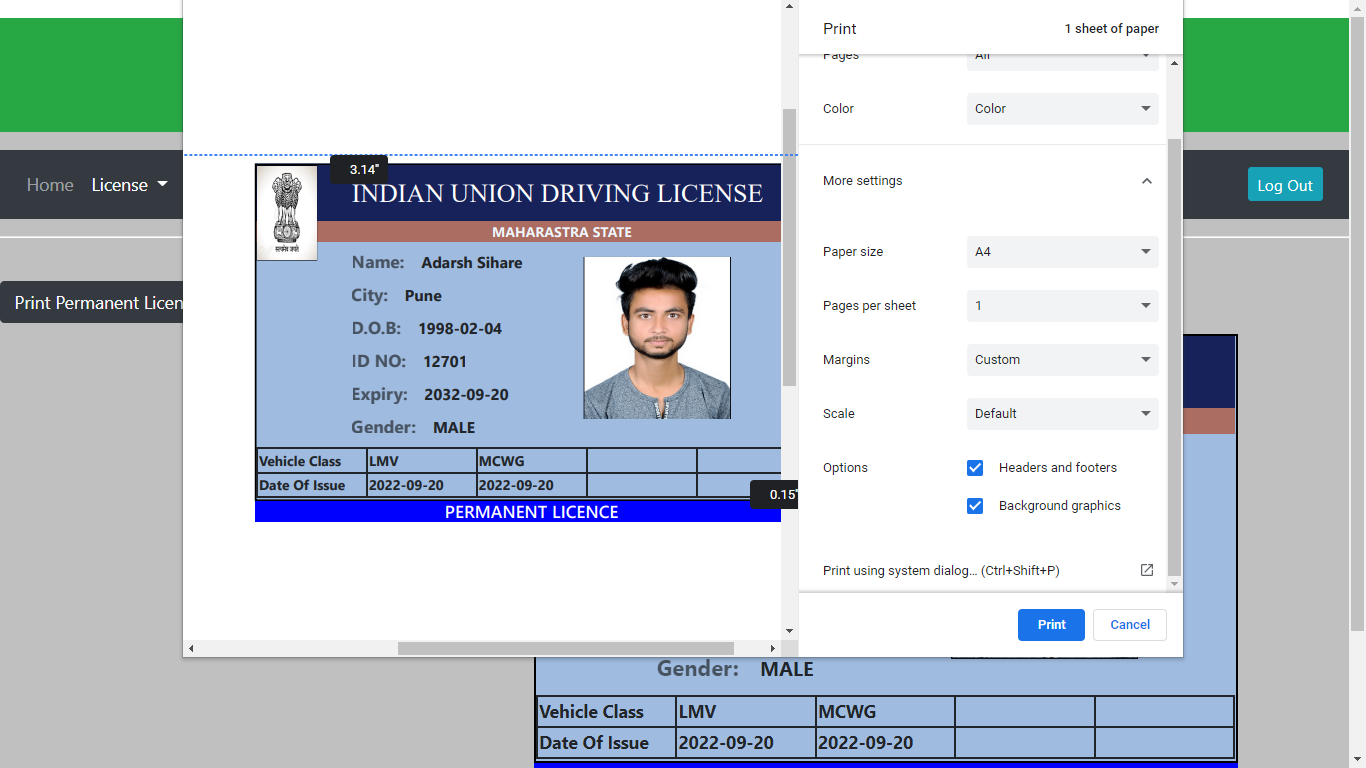 Print
1 sheet of paper
Pages
All
Color
Color
Home
License
Log Out
More settings
3.14"
INDIAN UNION DRIVING LICENSE
सत्यमेव जयते
MAHARASTRA STATE
Paper size
A4
Name: Adarsh Sihare
City: Pune
Print Permanent Licen
Pages per sheet
1
D.O.B: 1998-02-04
ID NO: 12701
Margins
Custom
Expiry: 2032-09-20
Scale
Default
Gender: MALE
Vehicle Class LMV MCWG
Options
Headers and footers
Date Of Issue 2022-09-20 2022-09-20
0.15"
Background graphics
PERMANENT LICENCE
Print using system dialog... (Ctrl+Shift+P)
Print
Cancel
Gender: MALE
Vehicle Class LMV MCWG
Date Of Issue 2022-09-20 2022-09-20